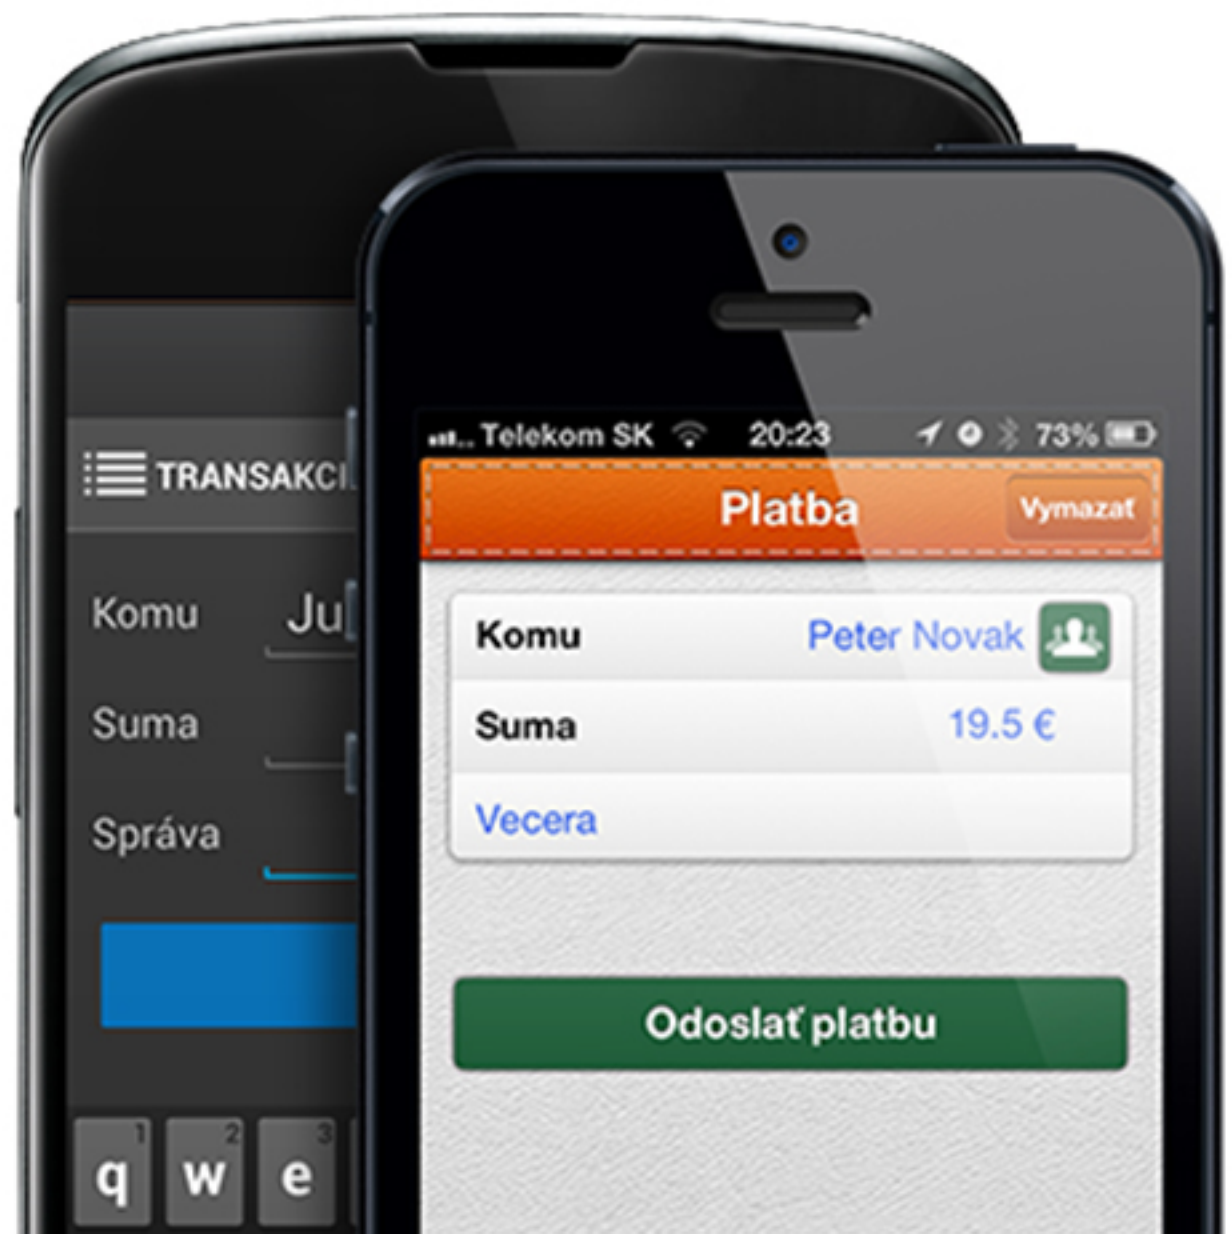 TRANSAKCI
Komu Ju
Suma
Správa
q 1
w 2
e 3
Telekom SK 20:23 73%
Platba Vymazať
Komu Peter Novak
Suma 19.5 €
Vecera
Odoslať platbu